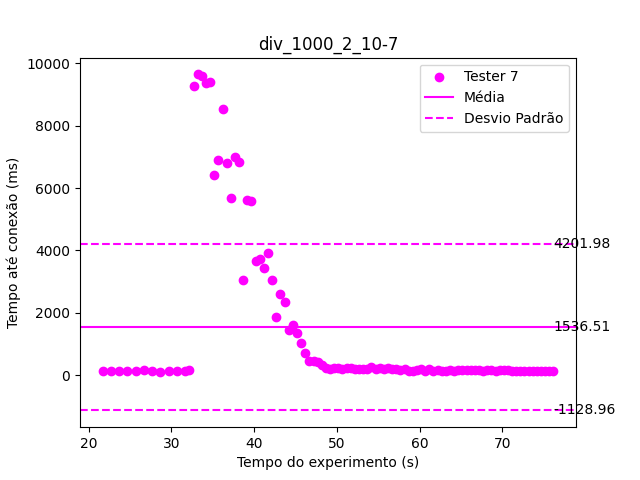 div_1000_2_10-7
Tester 7
Média
Desvio Padrão
10000
8000
6000
4000
2000
0
4201.98
1536.51
-1128.96
Tempo até conexão (ms)
20 30 40 50 60 70
Tempo do experimento (s)